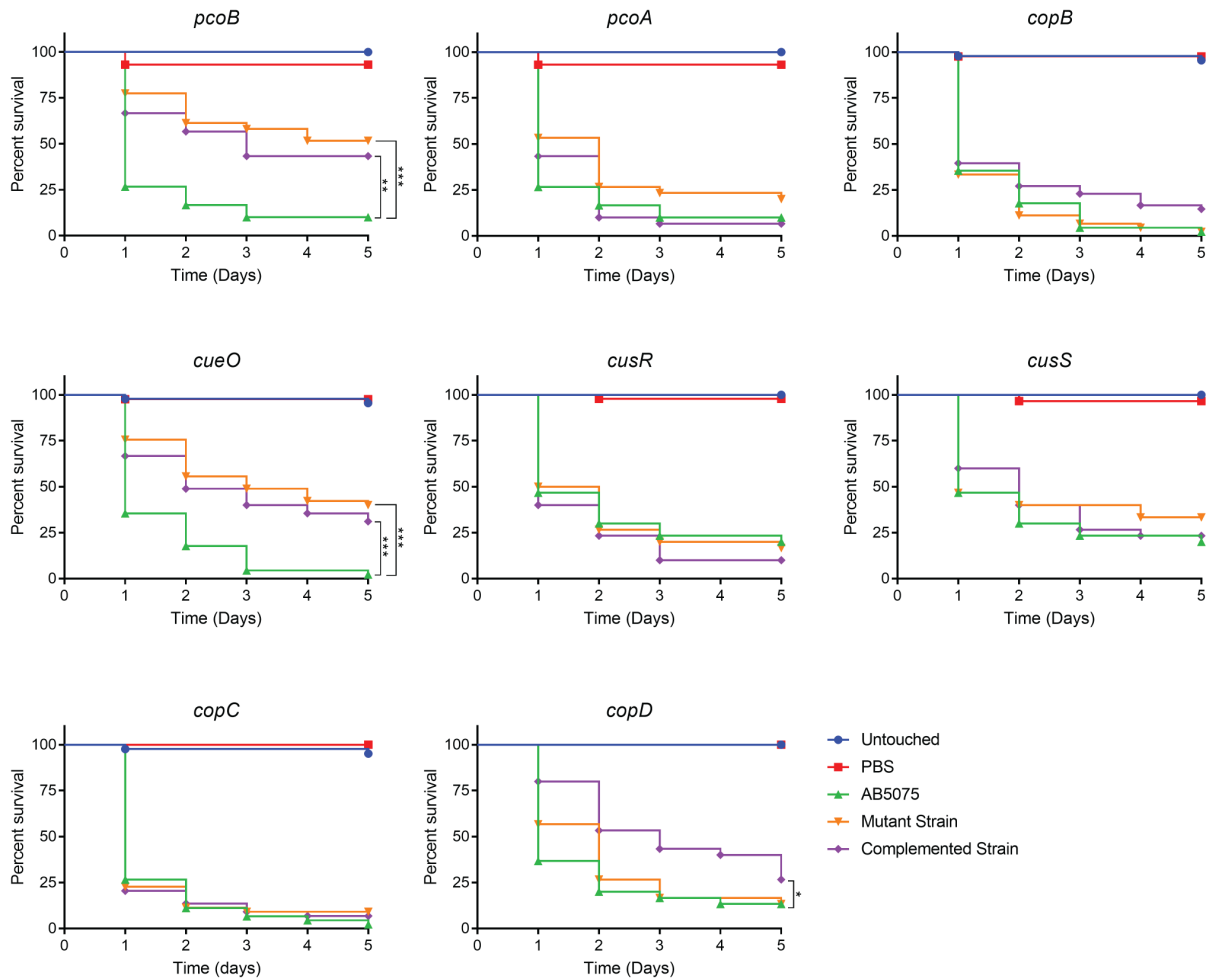 pcoB
pcoA
copB
100
75
50
25
0
0 1 2 3 4 5
Percent survival
Time (Days)
**
***
100
75
50
25
0
0 1 2 3 4 5
Percent survival
Time (Days)
100
75
50
25
0
0 1 2 3 4 5
Percent survival
Time (Days)
cueO
cusR
cusS
100
75
50
25
0
0 1 2 3 4 5
Percent survival
Time (Days)
***
***
100
75
50
25
0
0 1 2 3 4 5
Percent survival
Time (Days)
100
75
50
25
0
0 1 2 3 4 5
Percent survival
Time (Days)
copC
copD
100
75
50
25
0
0 1 2 3 4 5
Percent survival
Time (days)
100
75
50
25
0
0 1 2 3 4 5
Percent survival
Time (Days)
*
Untouched
PBS
AB5075
Mutant Strain
Complemented Strain